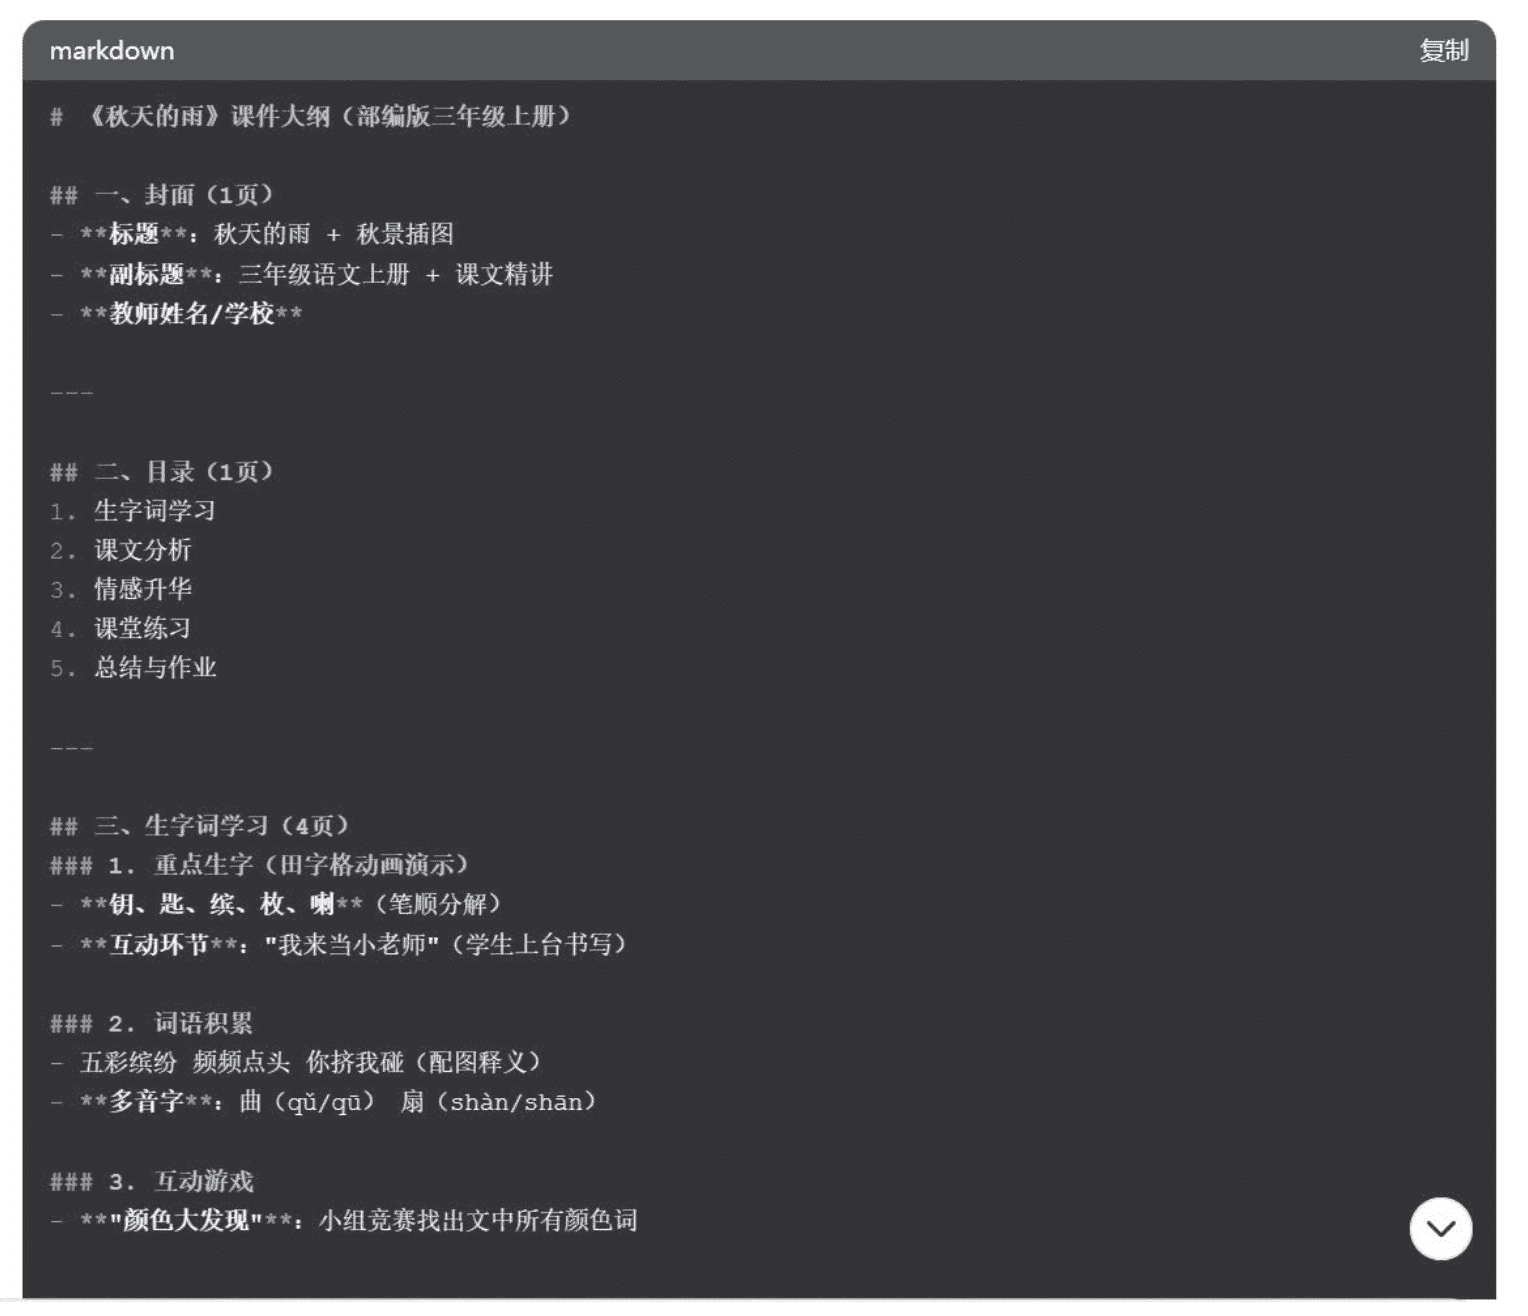 markdown
复制
# 《秋天的雨》课件大纲（部编版三年级上册）
## 一、封面（1页）
- **标题**：秋天的雨 + 秋景插图
- **副标题**：三年级语文上册 + 课文精讲
- **教师姓名/学校**
---
## 二、目录（1页）
1. 生字词学习
2. 课文分析
3. 情感升华
4. 课堂练习
5. 总结与作业
---
## 三、生字词学习（4页）
### 1. 重点生字（田字格动画演示）
- **钥、匙、缤、枚、喇**（笔顺分解）
- **互动环节**："我来当小老师"（学生上台书写）
### 2. 词语积累
- 五彩缤纷 频频点头 你挤我碰（配图释义）
- **多音字**：曲（qǔ/qū） 扇（shàn/shān）
### 3. 互动游戏
- **"颜色大发现"**：小组竞赛找出文中所有颜色词